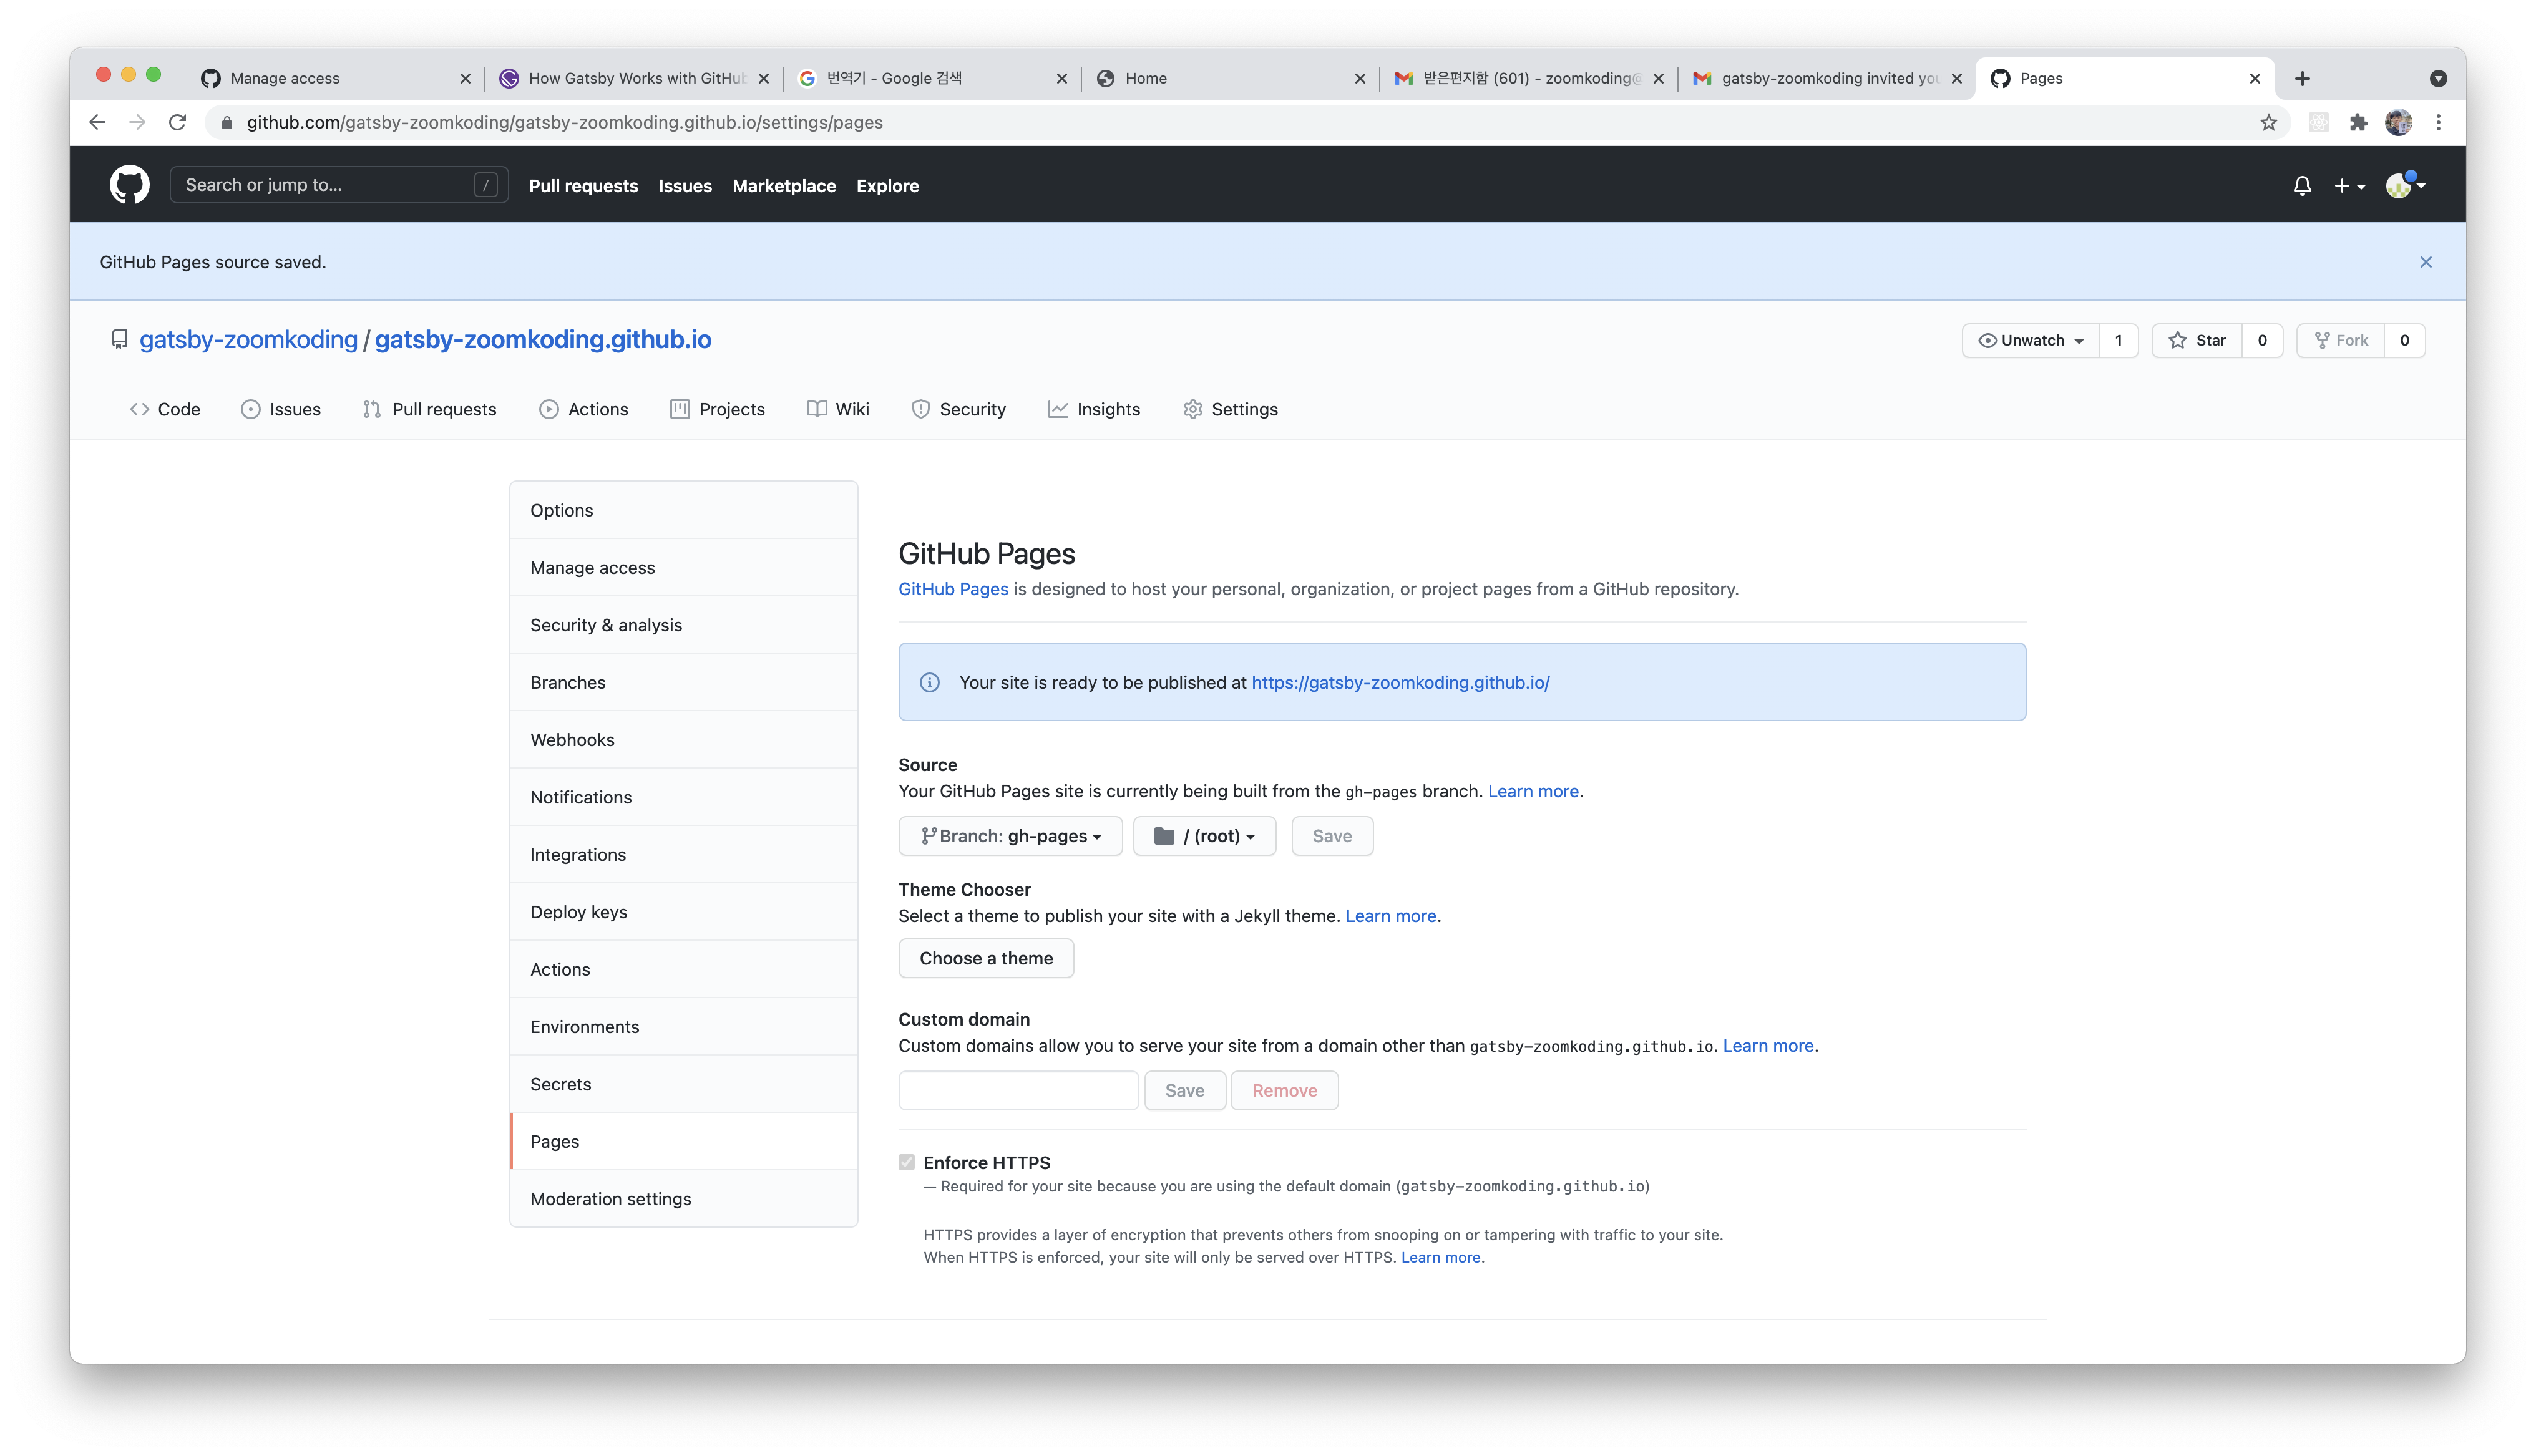 Manage access
How Gatsby Works with GitHub
번역기 - Google 검색
Home
받은편지함 (601) - zoomkoding@
gatsby-zoomkoding invited you
Pages
github.com/gatsby-zoomkoding/gatsby-zoomkoding.github.io/settings/pages
Search or jump to... /
Pull requests Issues Marketplace Explore
GitHub Pages source saved.
gatsby-zoomkoding / gatsby-zoomkoding.github.io
Unwatch 1
Star 0
Fork 0
Code
Issues
Pull requests
Actions
Projects
Wiki
Security
Insights
Settings
Options
Manage access
Security & analysis
Branches
Webhooks
Notifications
Integrations
Deploy keys
Actions
Environments
Secrets
Pages
Moderation settings
GitHub Pages
GitHub Pages is designed to host your personal, organization, or project pages from a GitHub repository.
Your site is ready to be published at https://gatsby-zoomkoding.github.io/
Source
Your GitHub Pages site is currently being built from the gh-pages branch. Learn more.
Branch: gh-pages
/ (root)
Save
Theme Chooser
Select a theme to publish your site with a Jekyll theme. Learn more.
Choose a theme
Custom domain
Custom domains allow you to serve your site from a domain other than gatsby-zoomkoding.github.io. Learn more.
Save
Remove
Enforce HTTPS
— Required for your site because you are using the default domain (gatsby-zoomkoding.github.io)
HTTPS provides a layer of encryption that prevents others from snooping on or tampering with traffic to your site.
When HTTPS is enforced, your site will only be served over HTTPS. Learn more.